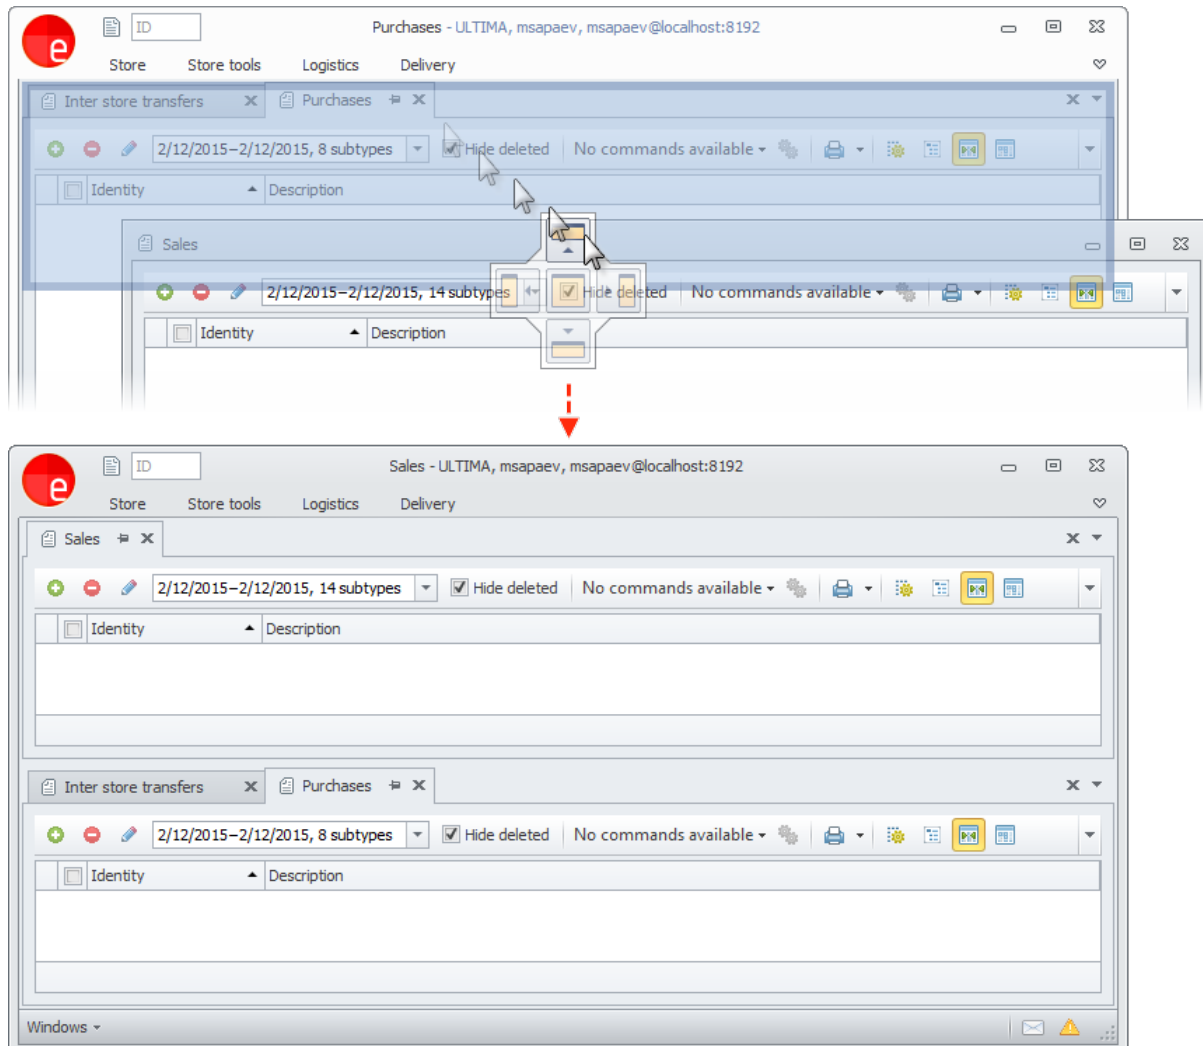 ID
Purchases - ULTIMA, msapaev, msapaev@localhost:8192
e
Store Store tools Logistics Delivery
Inter store transfers Purchases
2/12/2015-2/12/2015, 8 subtypes Hide deleted No commands available
Identity Description
Sales
2/12/2015-2/12/2015, 14 subtypes Hide deleted No commands available
Identity Description
ID
Sales - ULTIMA, msapaev, msapaev@localhost:8192
e
Store Store tools Logistics Delivery
Sales
2/12/2015-2/12/2015, 14 subtypes Hide deleted No commands available
Identity Description
Inter store transfers Purchases
2/12/2015-2/12/2015, 8 subtypes Hide deleted No commands available
Identity Description
Windows